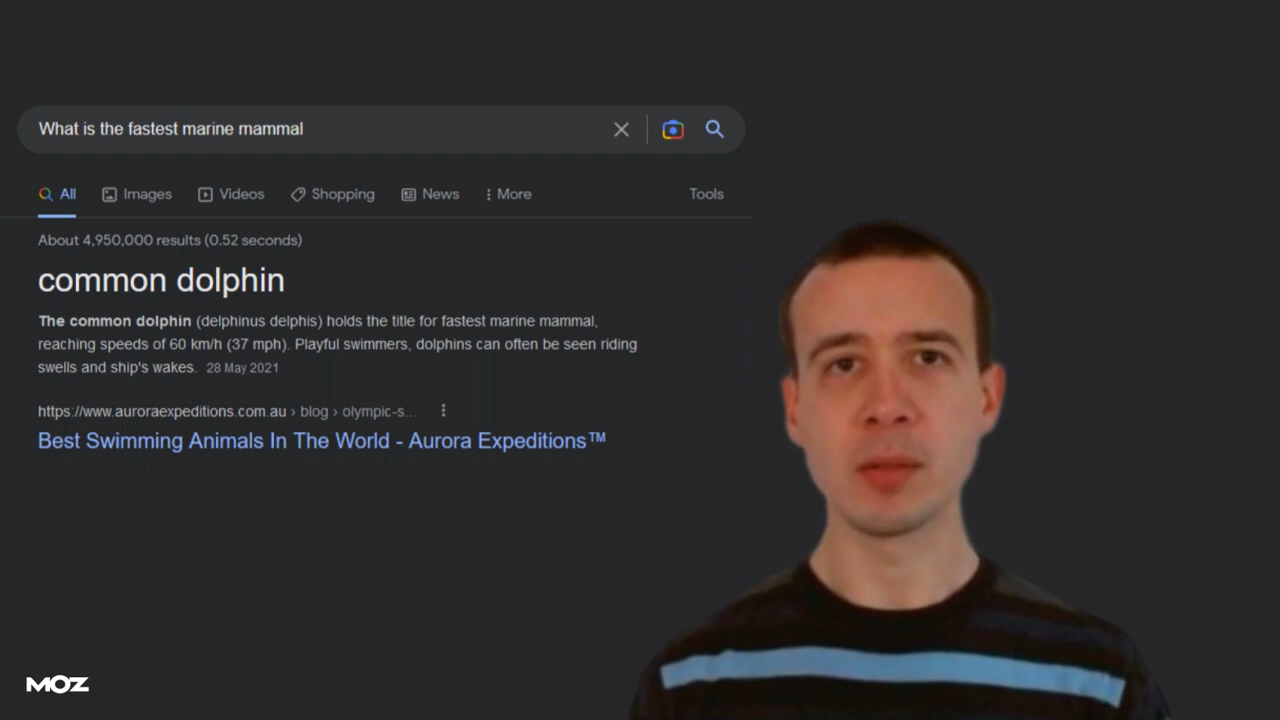 What is the fastest marine mammal
All Images Videos Shopping News More Tools
About 4,950,000 results (0.52 seconds)
common dolphin
The common dolphin (delphinus delphis) holds the title for fastest marine mammal,
reaching speeds of 60 km/h (37 mph). Playful swimmers, dolphins can often be seen riding
swells and ship's wakes. 28 May 2021
https://www.auroraexpeditions.com.au › blog › olympic-s...
Best Swimming Animals In The World - Aurora Expeditions™
MOZ